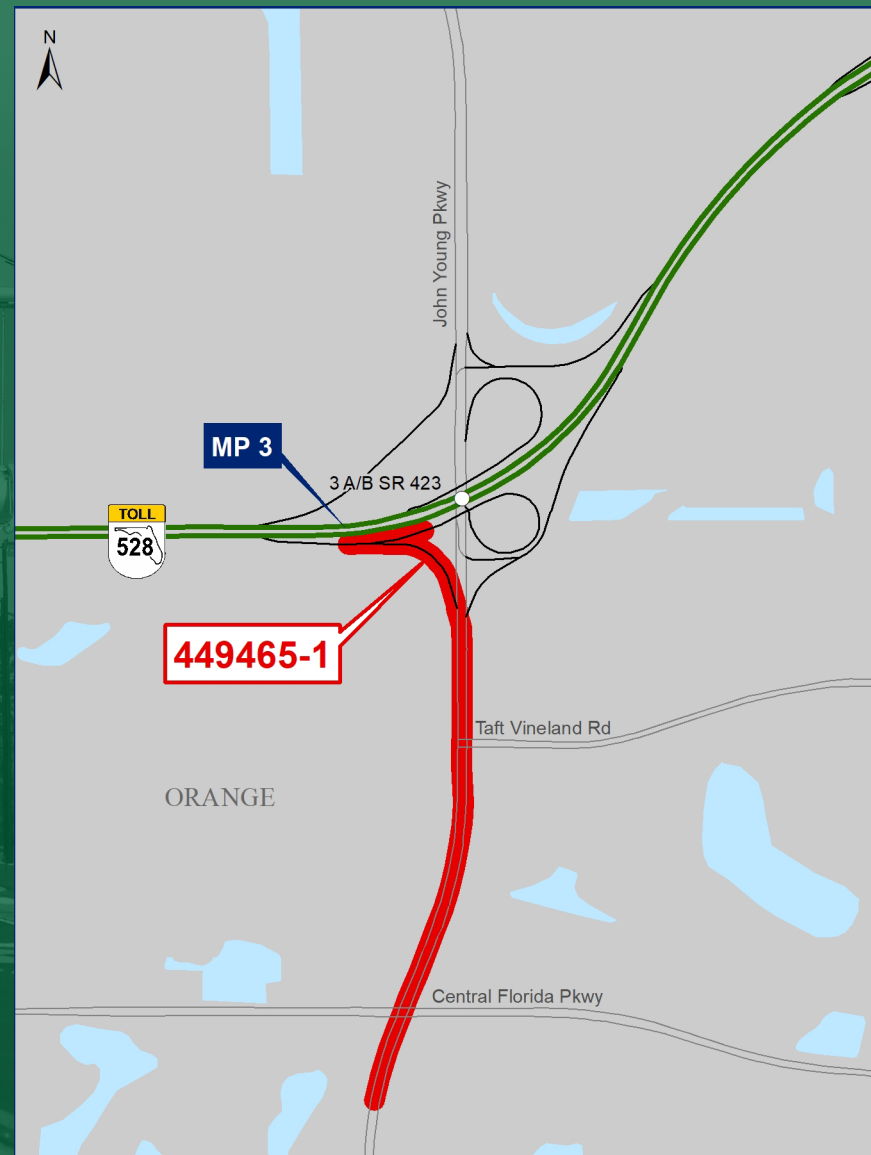 N
John Young Pkwy
MP 3
3 A/B SR 423
TOLL
528
449465-1
Taft Vineland Rd
ORANGE
Central Florida Pkwy